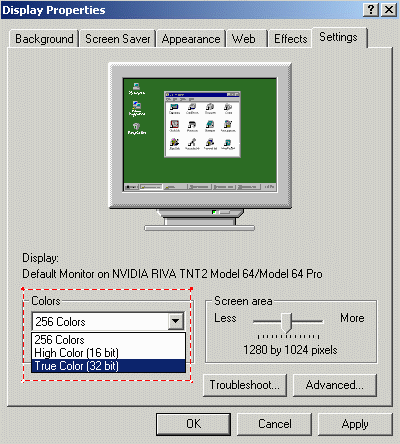 Display Properties
Background
Screen Saver
Appearance
Web
Effects
Settings
Display:
Default Monitor on NVIDIA RIVA TNT2 Model 64/Model 64 Pro
Colors
256 Colors
256 Colors
High Color (16 bit)
True Color (32 bit)
Screen area
Less
More
1280 by 1024 pixels
Troubleshoot...
Advanced...
OK
Cancel
Apply